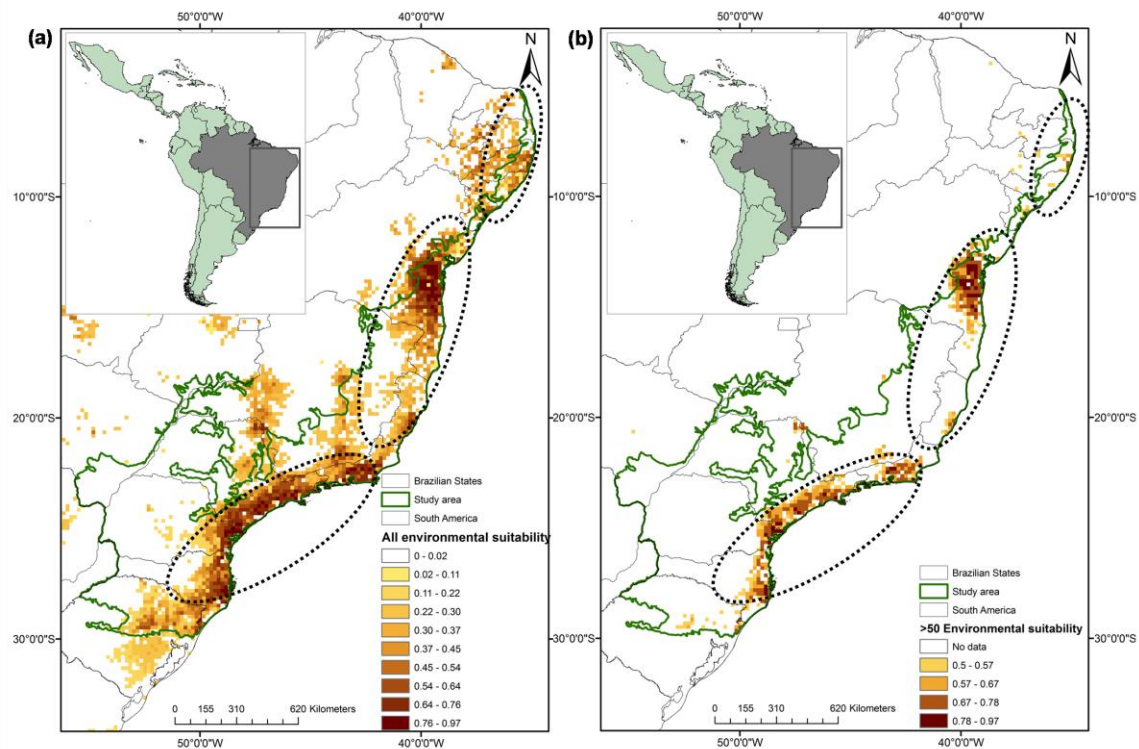 (a)
50°0'0"W
40°0'0"W
N
10°0'0"S
20°0'0"S
30°0'0"S
Brazilian States
Study area
South America
All environmental suitability
0 - 0.02
0.02 - 0.11
0.11 - 0.22
0.22 - 0.30
0.30 - 0.37
0.37 - 0.45
0.45 - 0.54
0.54 - 0.64
0.64 - 0.76
0.76 - 0.97
0 155 310 620 Kilometers
50°0'0"W
40°0'0"W
(b)
50°0'0"W
40°0'0"W
N
10°0'0"S
20°0'0"S
30°0'0"S
Brazilian States
Study area
South America
>50 Environmental suitability
No data
0.5 - 0.57
0.57 - 0.67
0.67 - 0.78
0.78 - 0.97
0 155 310 620 Kilometers
50°0'0"W
40°0'0"W